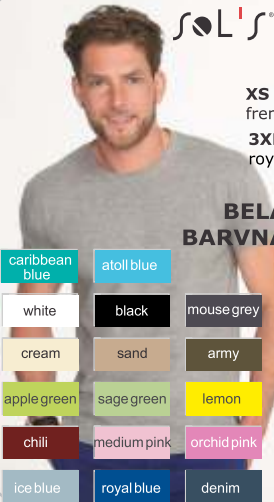 SOL'S®
XS
3XL
BELA
BARVNA
caribbean
blue
atoll blue
white
black
mouse grey
cream
sand
army
apple green
sage green
lemon
chili
medium pink
orchid pink
ice blue
royal blue
denim